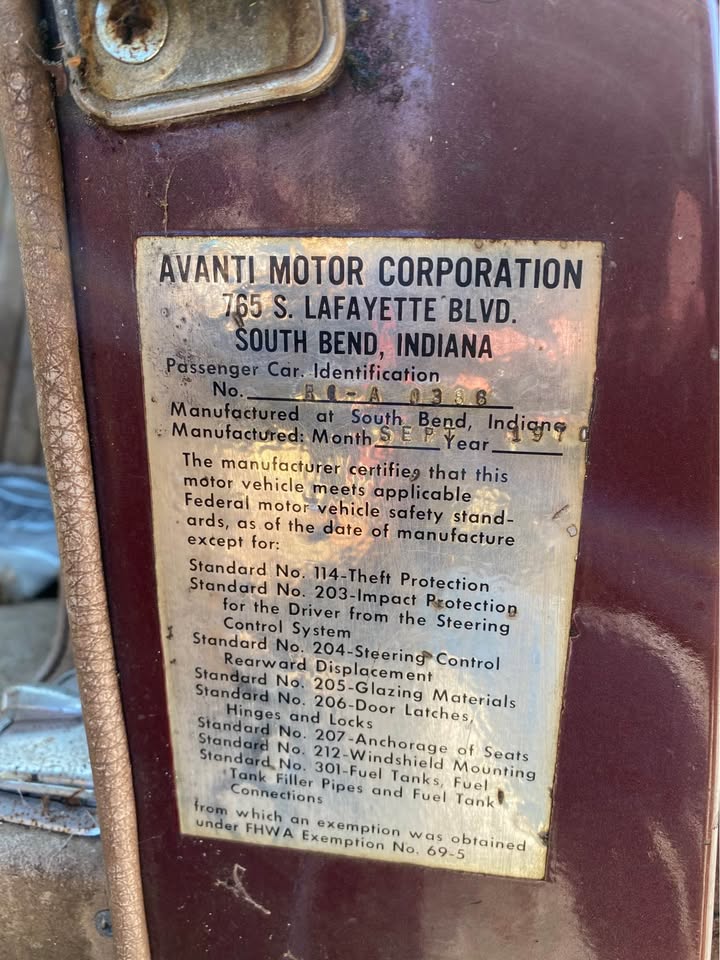 AVANTI MOTOR CORPORATION
765 S. LAFAYETTE BLVD.
SOUTH BEND, INDIANA
Passenger Car. Identification
No. RQ-A 0386
Manufactured at South Bend, Indiana
Manufactured: Month SEPT Year 1970
The manufacturer certifies that this
motor vehicle meets applicable
Federal motor vehicle safety stand-
ards, as of the date of manufacture
except for:
Standard No. 114-Theft Protection
Standard No. 203-Impact Protection
for the Driver from the Steering
Control System
Standard No. 204-Steering Control
Rearward Displacement
Standard No. 205-Glazing Materials
Standard No. 206-Door Latches,
Hinges and Locks
Standard No. 207-Anchorage of Seats
Standard No. 212-Windshield Mounting
Standard No. 301-Fuel Tanks, Fuel
Tank Filler Pipes and Fuel Tank
Connections
from which an exemption was obtained
under FHWA Exemption No. 69-5